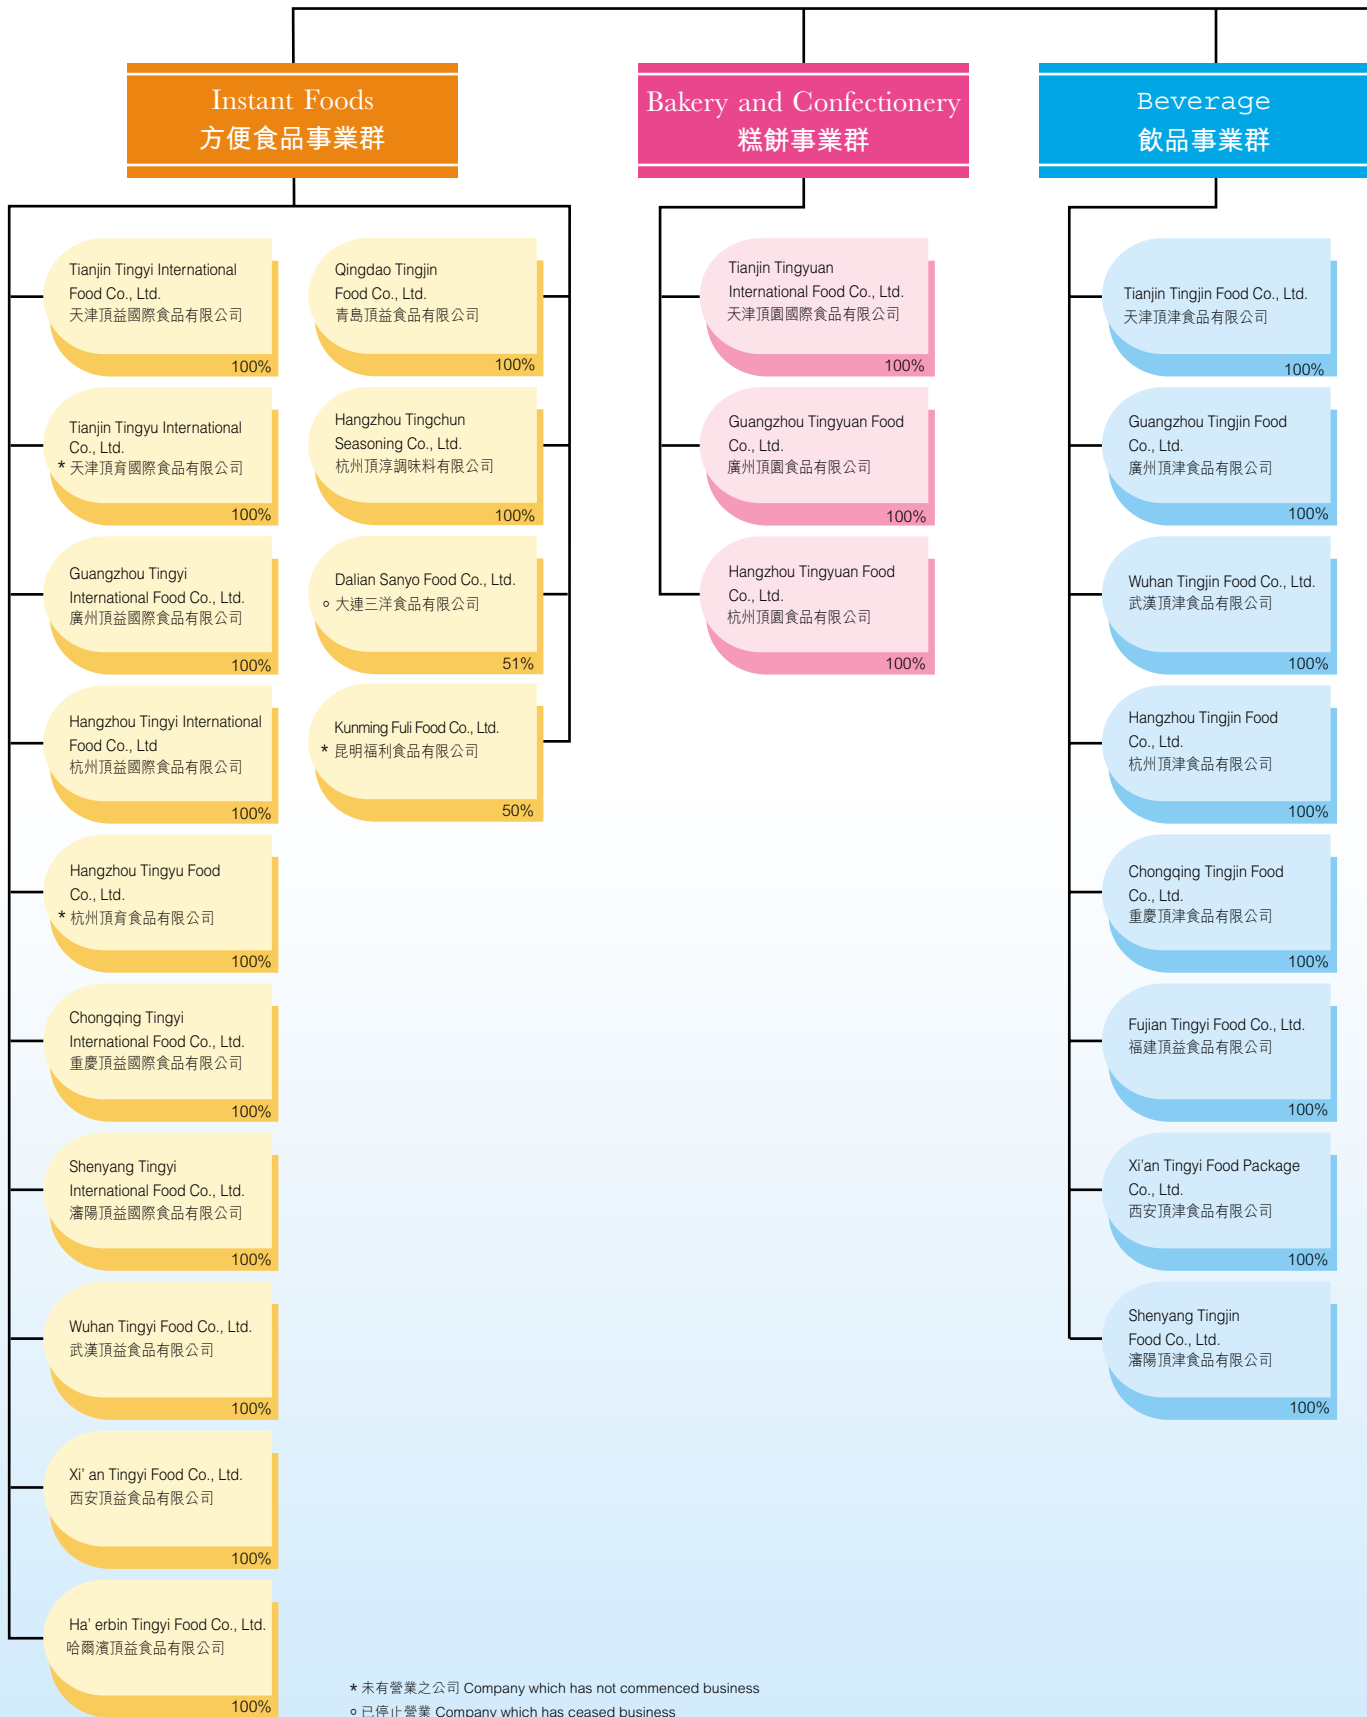 Instant Foods
方便食品事業群
Bakery and Confectionery
糕餅事業群
Beverage
飲品事業群
Tianjin Tingyi International
Food Co., Ltd.
天津頂益國際食品有限公司
100%
Tianjin Tingyu International
Co., Ltd.
* 天津頂育國際食品有限公司
100%
Guangzhou Tingyi
International Food Co., Ltd.
廣州頂益國際食品有限公司
100%
Hangzhou Tingyi International
Food Co., Ltd
杭州頂益國際食品有限公司
100%
Hangzhou Tingyu Food
Co., Ltd.
* 杭州頂育食品有限公司
100%
Chongqing Tingyi
International Food Co., Ltd.
重慶頂益國際食品有限公司
100%
Shenyang Tingyi
International Food Co., Ltd.
瀋陽頂益國際食品有限公司
100%
Wuhan Tingyi Food Co., Ltd.
武漢頂益食品有限公司
100%
Xi' an Tingyi Food Co., Ltd.
西安頂益食品有限公司
100%
Ha' erbin Tingyi Food Co., Ltd.
哈爾濱頂益食品有限公司
100%
Qingdao Tingjin
Food Co., Ltd.
青島頂益食品有限公司
100%
Hangzhou Tingchun
Seasoning Co., Ltd.
杭州頂淳調味料有限公司
100%
Dalian Sanyo Food Co., Ltd.
° 大連三洋食品有限公司
51%
Kunming Fuli Food Co., Ltd.
* 昆明福利食品有限公司
50%
Tianjin Tingyuan
International Food Co., Ltd.
天津頂園國際食品有限公司
100%
Guangzhou Tingyuan Food
Co., Ltd.
廣州頂園食品有限公司
100%
Hangzhou Tingyuan Food
Co., Ltd.
杭州頂園食品有限公司
100%
Tianjin Tingjin Food Co., Ltd.
天津頂津食品有限公司
100%
Guangzhou Tingjin Food
Co., Ltd.
廣州頂津食品有限公司
100%
Wuhan Tingjin Food Co., Ltd.
武漢頂津食品有限公司
100%
Hangzhou Tingjin Food
Co., Ltd.
杭州頂津食品有限公司
100%
Chongqing Tingjin Food
Co., Ltd.
重慶頂津食品有限公司
100%
Fujian Tingyi Food Co., Ltd.
福建頂益食品有限公司
100%
Xi'an Tingyi Food Package
Co., Ltd.
西安頂津食品有限公司
100%
Shenyang Tingjin
Food Co., Ltd.
瀋陽頂津食品有限公司
100%
* 未有營業之公司 Company which has not commenced business
° 已停止營業 Company which has ceased business